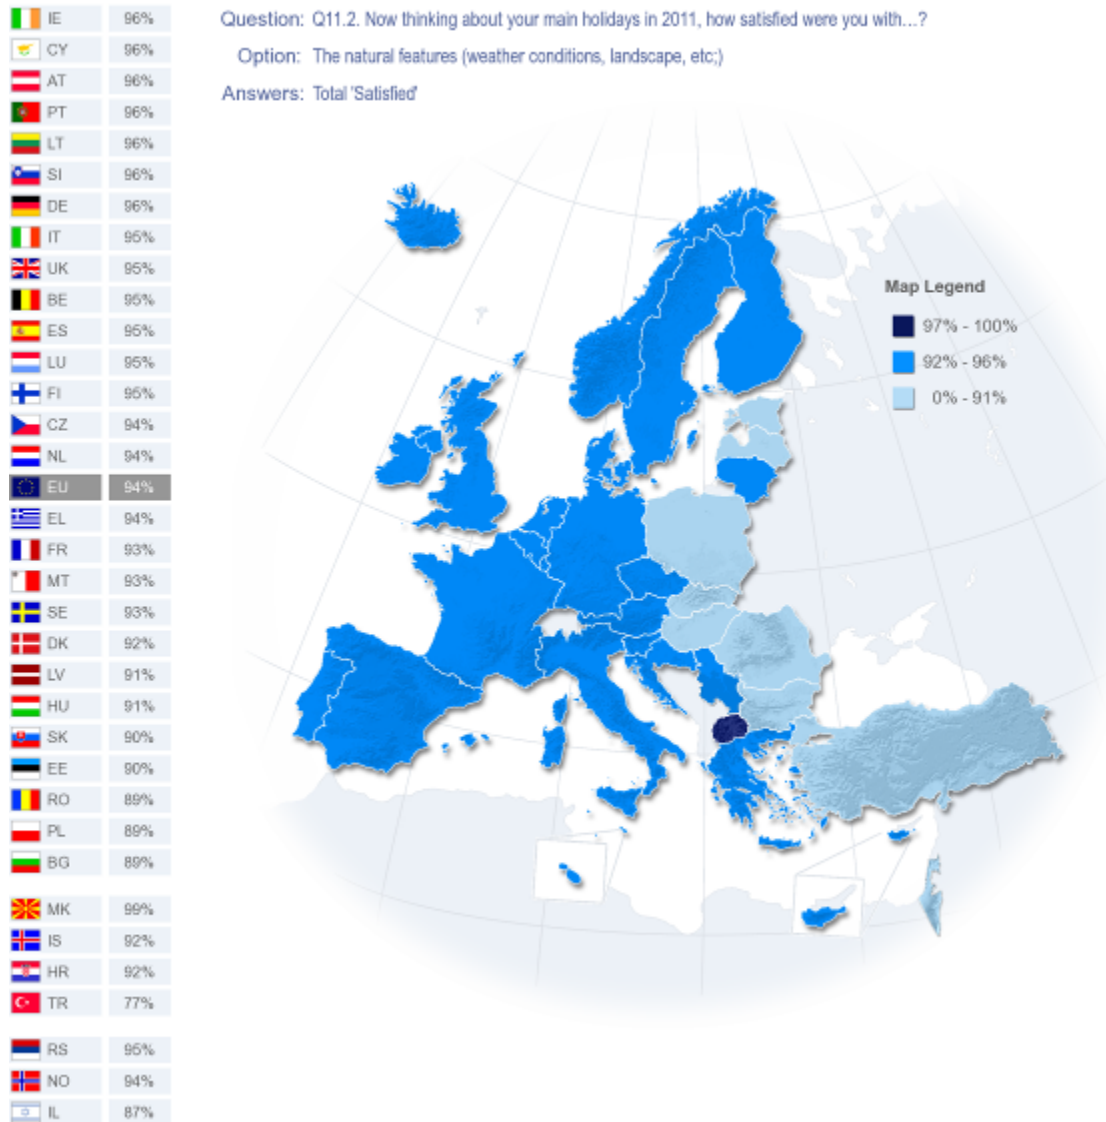 Question: Q11.2. Now thinking about your main holidays in 2011, how satisfied were you with...?
Option: The natural features (weather conditions, landscape, etc;)
Answers: Total 'Satisfied'
IE 96%
CY 96%
AT 96%
PT 96%
LT 96%
SI 96%
DE 96%
IT 95%
UK 95%
BE 95%
ES 95%
LU 95%
FI 95%
CZ 94%
NL 94%
EU 94%
EL 94%
FR 93%
MT 93%
SE 93%
DK 92%
LV 91%
HU 91%
SK 90%
EE 90%
RO 89%
PL 89%
BG 89%
MK 99%
IS 92%
HR 92%
TR 77%
RS 95%
NO 94%
IL 87%
Map Legend
97% - 100%
92% - 96%
0% - 91%